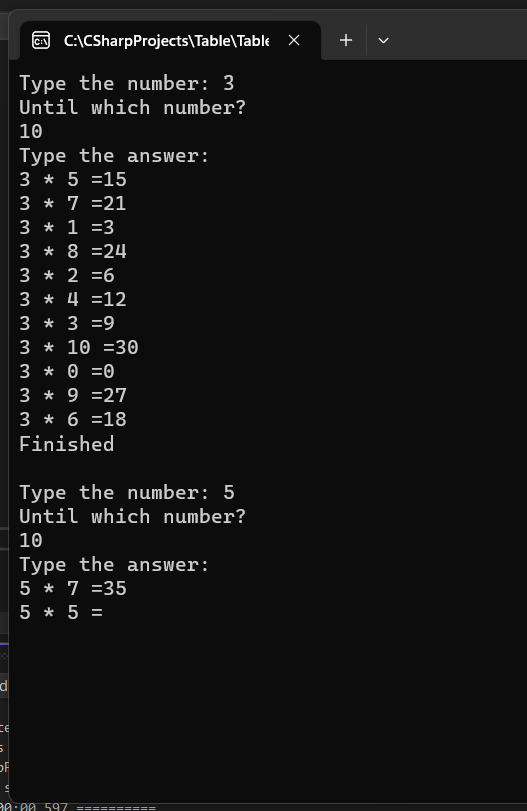 C:\CSharpProjects\Table\Table
Type the number: 3
Until which number?
10
Type the answer:
3 * 5 =15
3 * 7 =21
3 * 1 =3
3 * 8 =24
3 * 2 =6
3 * 4 =12
3 * 3 =9
3 * 10 =30
3 * 0 =0
3 * 9 =27
3 * 6 =18
Finished
Type the number: 5
Until which number?
10
Type the answer:
5 * 7 =35
5 * 5 =
00:00.597 ==========